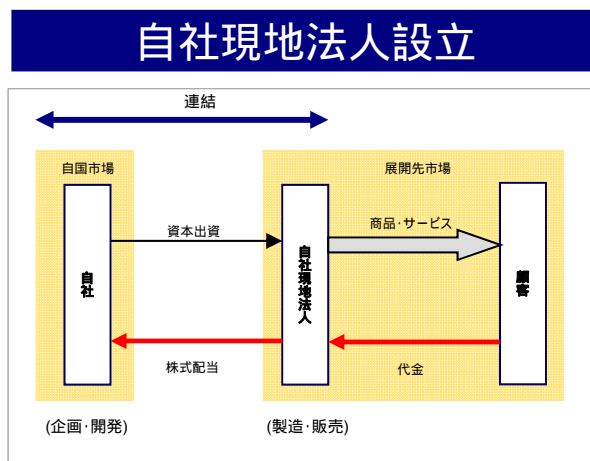 自社現地法人設立
連結
自国市場
展開先市場
資本出資
商品･サービス
自社
自社現地法人
顧客
株式配当
代金
(企画･開発)
(製造･販売)